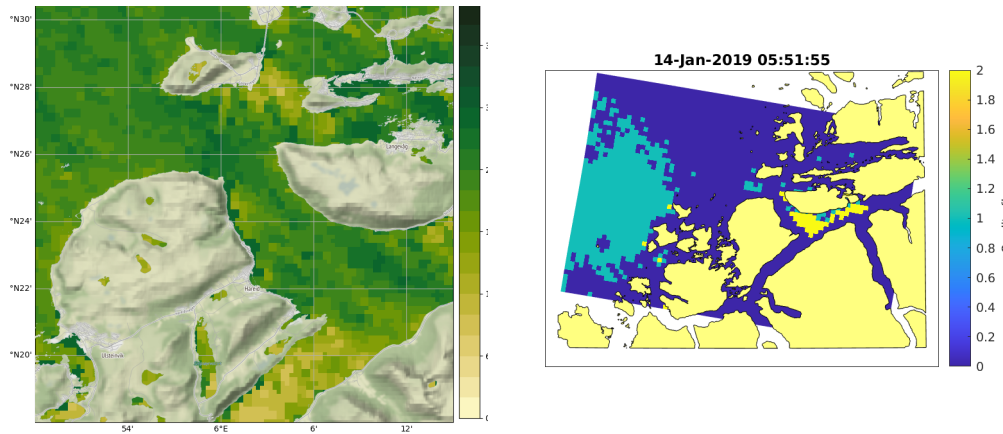 °N30'
°N28'
°N26'
°N24'
°N22'
°N20'
54'
6°E
6'
12'
Langevåg
Hareid
Ulsteinvik
14-Jan-2019 05:51:55
2
1.8
1.6
1.4
1.2
1
0.8
0.6
0.4
0.2
0